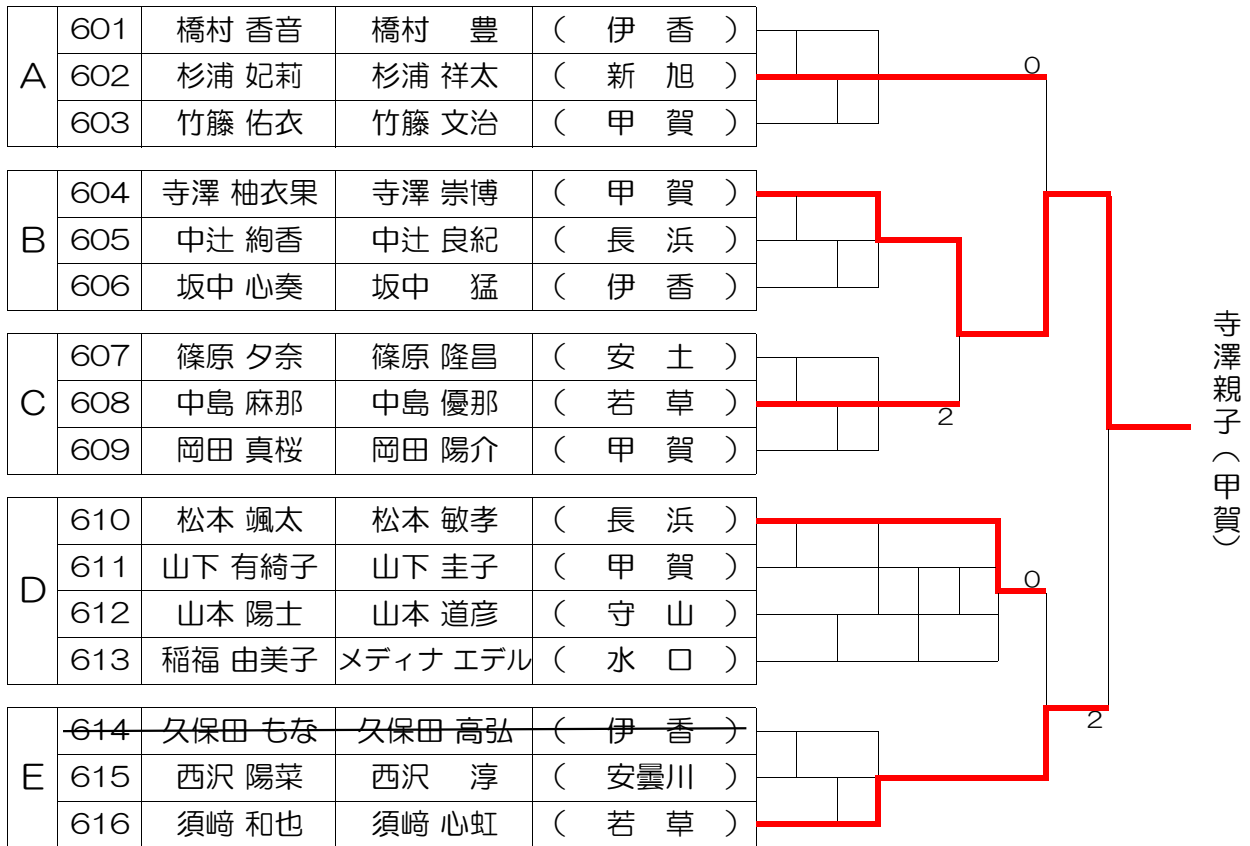 A
601 橋村 香音 橋村 豊 ( 伊 香 )
602 杉浦 妃莉 杉浦 祥太 ( 新 旭 )
603 竹藤 佑衣 竹藤 文治 ( 甲 賀 )
0
B
604 寺澤 柚衣果 寺澤 崇博 ( 甲 賀 )
605 中辻 絢香 中辻 良紀 ( 長 浜 )
606 坂中 心奏 坂中 猛 ( 伊 香 )
C
607 篠原 夕奈 篠原 隆昌 ( 安 土 )
608 中島 麻那 中島 優那 ( 若 草 )
609 岡田 真桜 岡田 陽介 ( 甲 賀 )
2
D
610 松本 颯太 松本 敏孝 ( 長 浜 )
611 山下 有綺子 山下 圭子 ( 甲 賀 )
612 山本 陽士 山本 道彦 ( 守 山 )
613 稲福 由美子 メディナ エデル ( 水 口 )
0
E
614 久保田 もな 久保田 高弘 ( 伊 香 )
615 西沢 陽菜 西沢 淳 ( 安曇川 )
616 須﨑 和也 須﨑 心虹 ( 若 草 )
2
寺澤親子(甲賀)